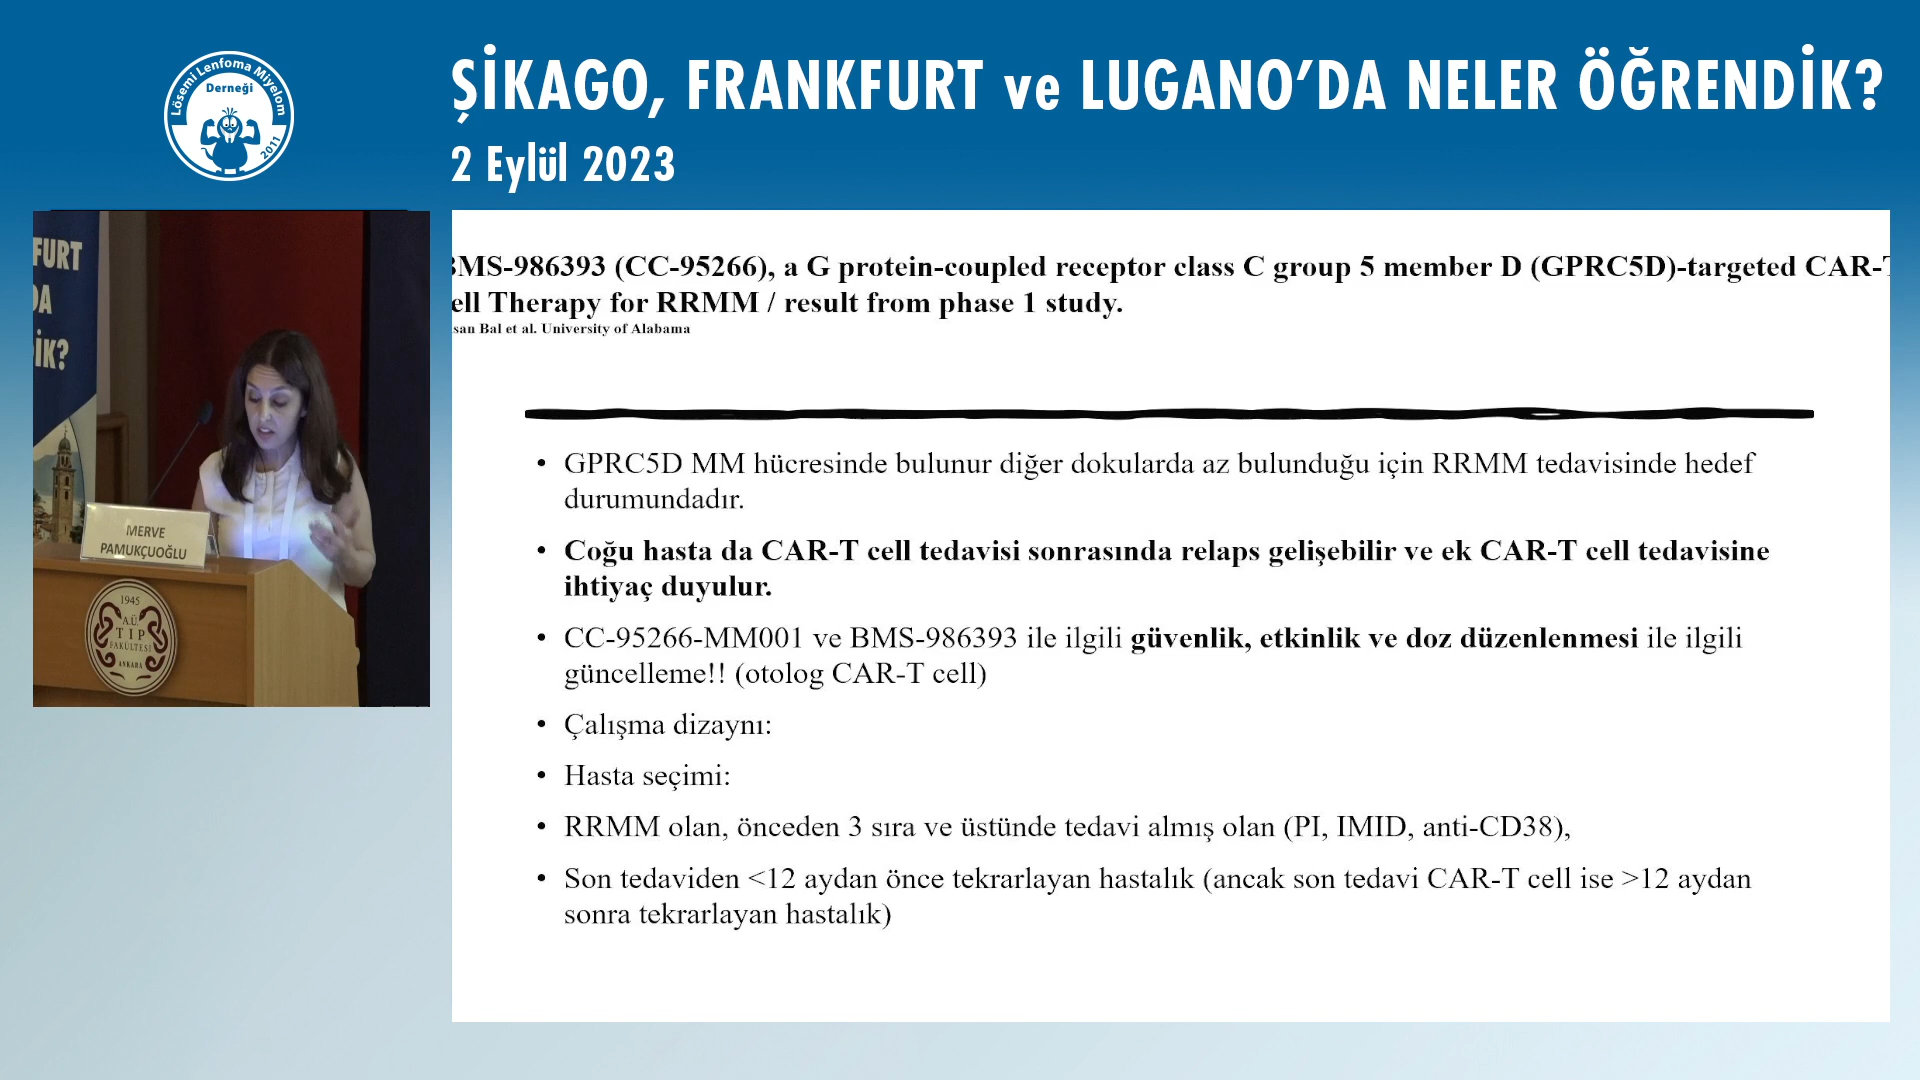 Lösemi Lenfoma Miyelom
Derneği
2011
ŞİKAGO, FRANKFURT ve LUGANO’DA NELER ÖĞRENDİK?
2 Eylül 2023
FURT
DA
İK?
MERVE
PAMUKÇUOĞLU
1945
A.Ü.
TIP
FAKÜLTESİ
ANKARA
BMS-986393 (CC-95266), a G protein-coupled receptor class C group 5 member D (GPRC5D)-targeted CAR-T
ell Therapy for RRMM / result from phase 1 study.
san Bal et al. University of Alabama
• GPRC5D MM hücresinde bulunur diğer dokularda az bulunduğu için RRMM tedavisinde hedef
durumundadır.
• Coğu hasta da CAR-T cell tedavisi sonrasında relaps gelişebilir ve ek CAR-T cell tedavisine
ihtiyaç duyulur.
• CC-95266-MM001 ve BMS-986393 ile ilgili güvenlik, etkinlik ve doz düzenlenmesi ile ilgili
güncelleme!! (otolog CAR-T cell)
• Çalışma dizaynı:
• Hasta seçimi:
• RRMM olan, önceden 3 sıra ve üstünde tedavi almış olan (PI, IMID, anti-CD38),
• Son tedaviden <12 aydan önce tekrarlayan hastalık (ancak son tedavi CAR-T cell ise >12 aydan
sonra tekrarlayan hastalık)